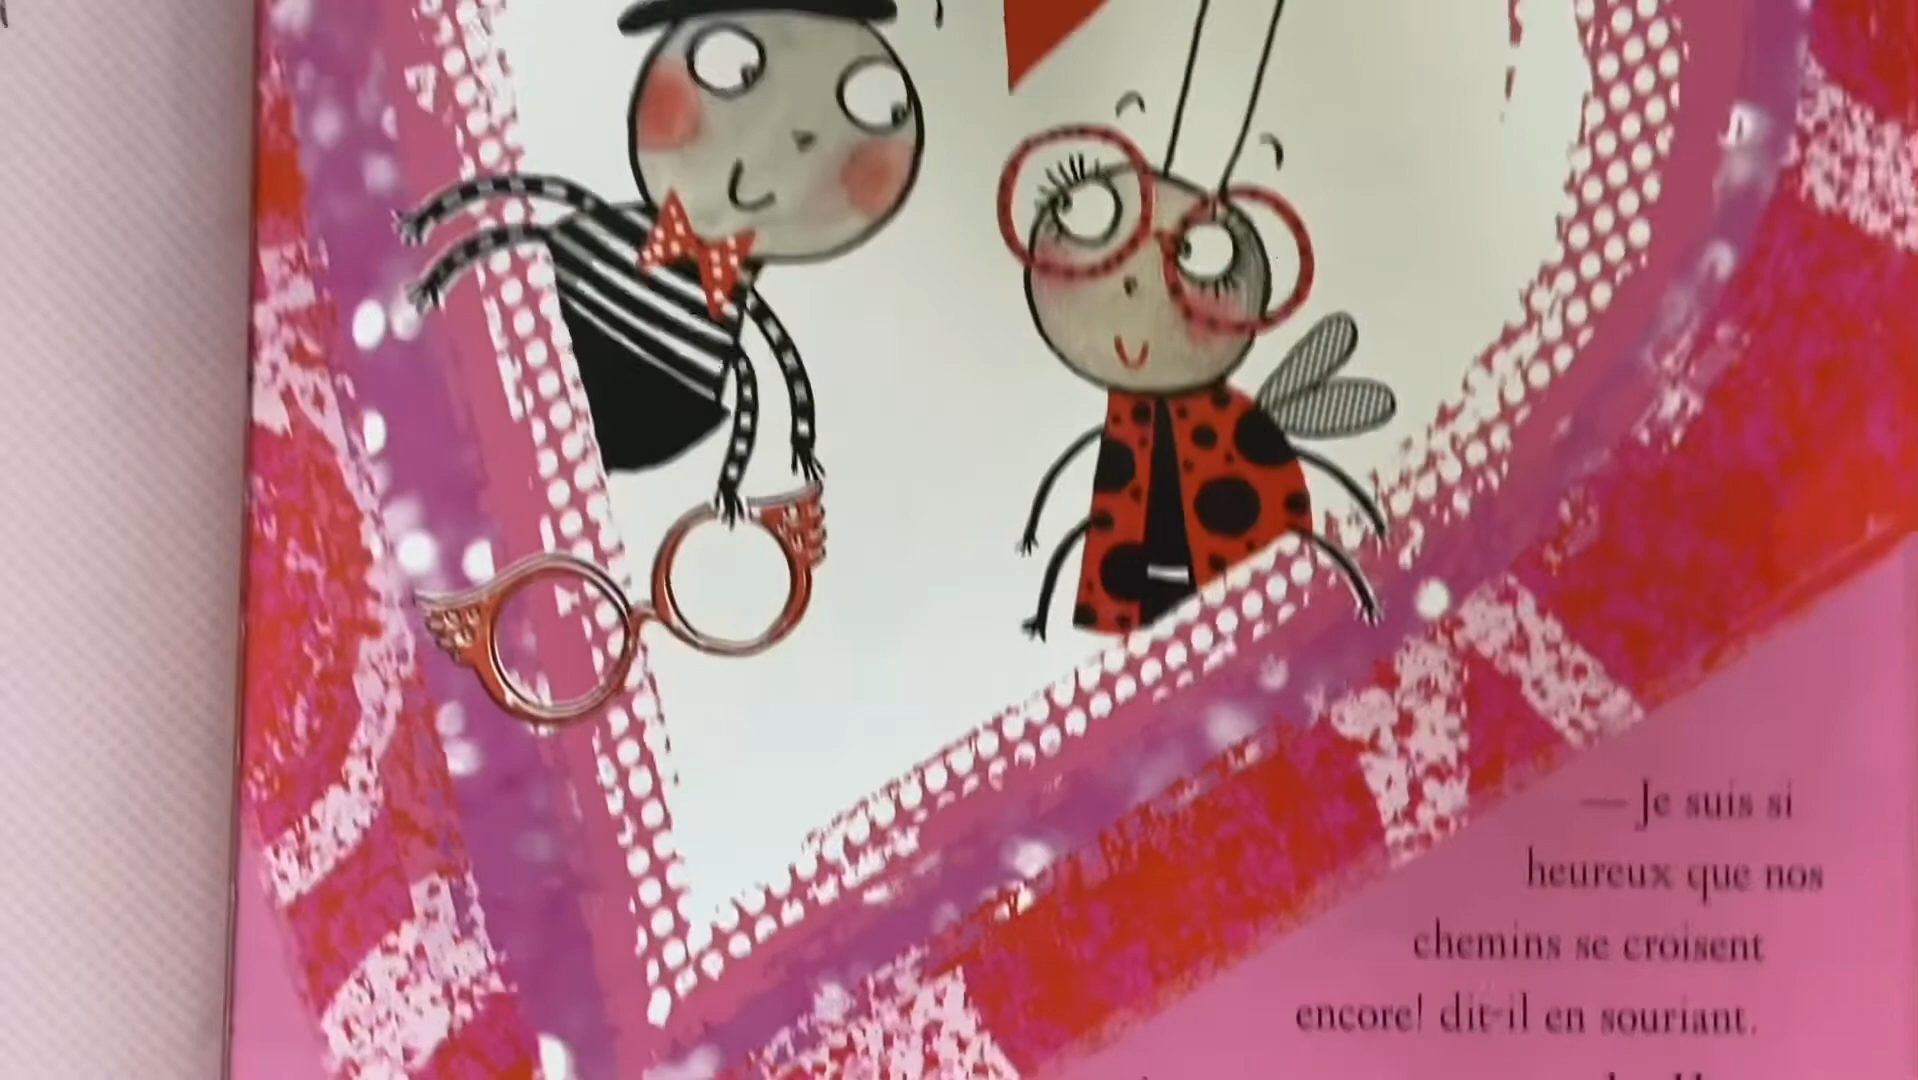 — Je suis si
heureux que nos
chemins se croisent
encore! dit-il en souriant.